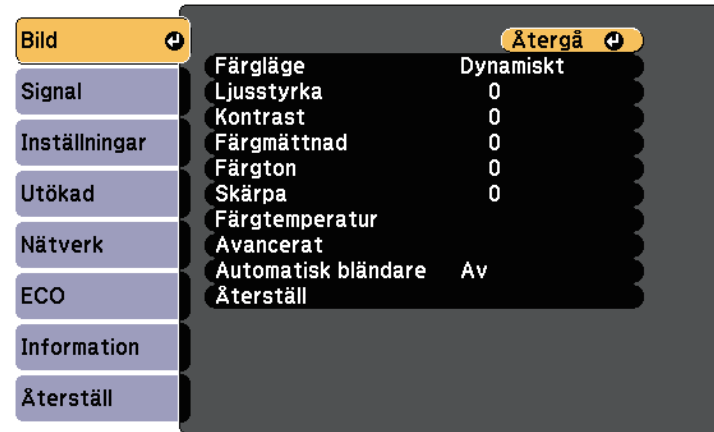 Bild
Signal
Inställningar
Utökad
Nätverk
ECO
Information
Återställ
Återgå
Färgläge Dynamiskt
Ljusstyrka 0
Kontrast 0
Färgmättnad 0
Färgton 0
Skärpa 0
Färgtemperatur
Avancerat
Automatisk bländare Av
Återställ